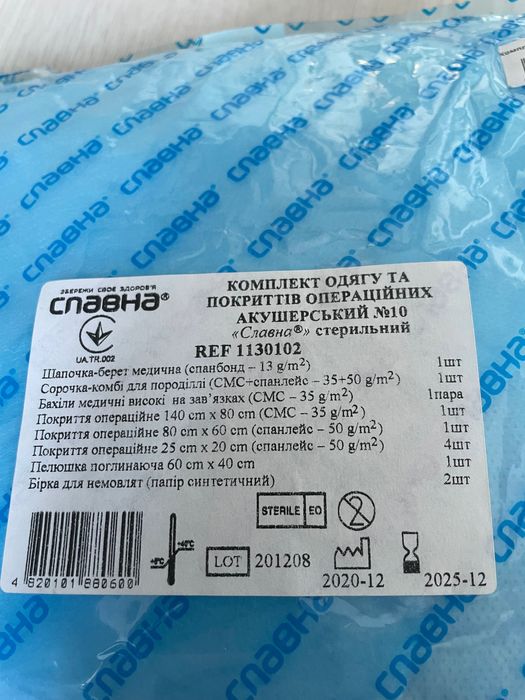 СЛАВНА®
ЗБЕРЕЖИ СВОЄ ЗДОРОВ'Я
СЛАВНА®
UA.TR.002
КОМПЛЕКТ ОДЯГУ ТА
ПОКРИТТІВ ОПЕРАЦІЙНИХ
АКУШЕРСЬКИЙ №10
«Славна®» стерильний
REF 1130102
Шапочка-берет медична (спанбонд – 13 g/m²) 1шт
Сорочка-комбі для породіллі (СМС+спанлейс – 35+50 g/m²) 1шт
Бахіли медичні високі на зав'язках (СМС – 35 g/m²) 1пара
Покриття операційне 140 cm x 80 cm (СМС – 35 g/m²) 1шт
Покриття операційне 80 cm x 60 cm (спанлейс – 50 g/m²) 1шт
Покриття операційне 25 cm x 20 cm (спанлейс – 50 g/m²) 4шт
Пелюшка поглинаюча 60 cm x 40 cm 1шт
Бірка для немовлят (папір синтетичний) 2шт
STERILE EO 2
+5°C +40°C
LOT 201208 2020-12 2025-12
4 820101 880600